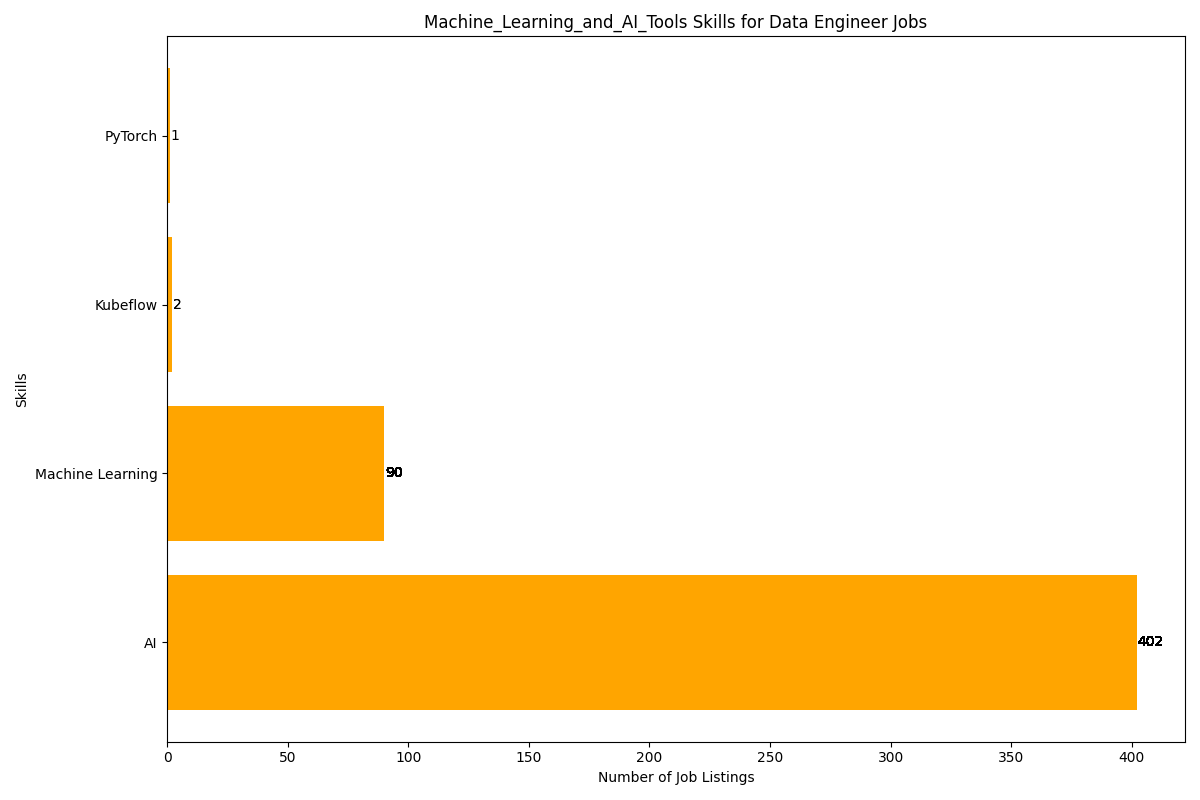 Machine_Learning_and_AI_Tools Skills for Data Engineer Jobs
PyTorch
1
Kubeflow
2
Skills
Machine Learning
90
AI
402
0 50 100 150 200 250 300 350 400
Number of Job Listings